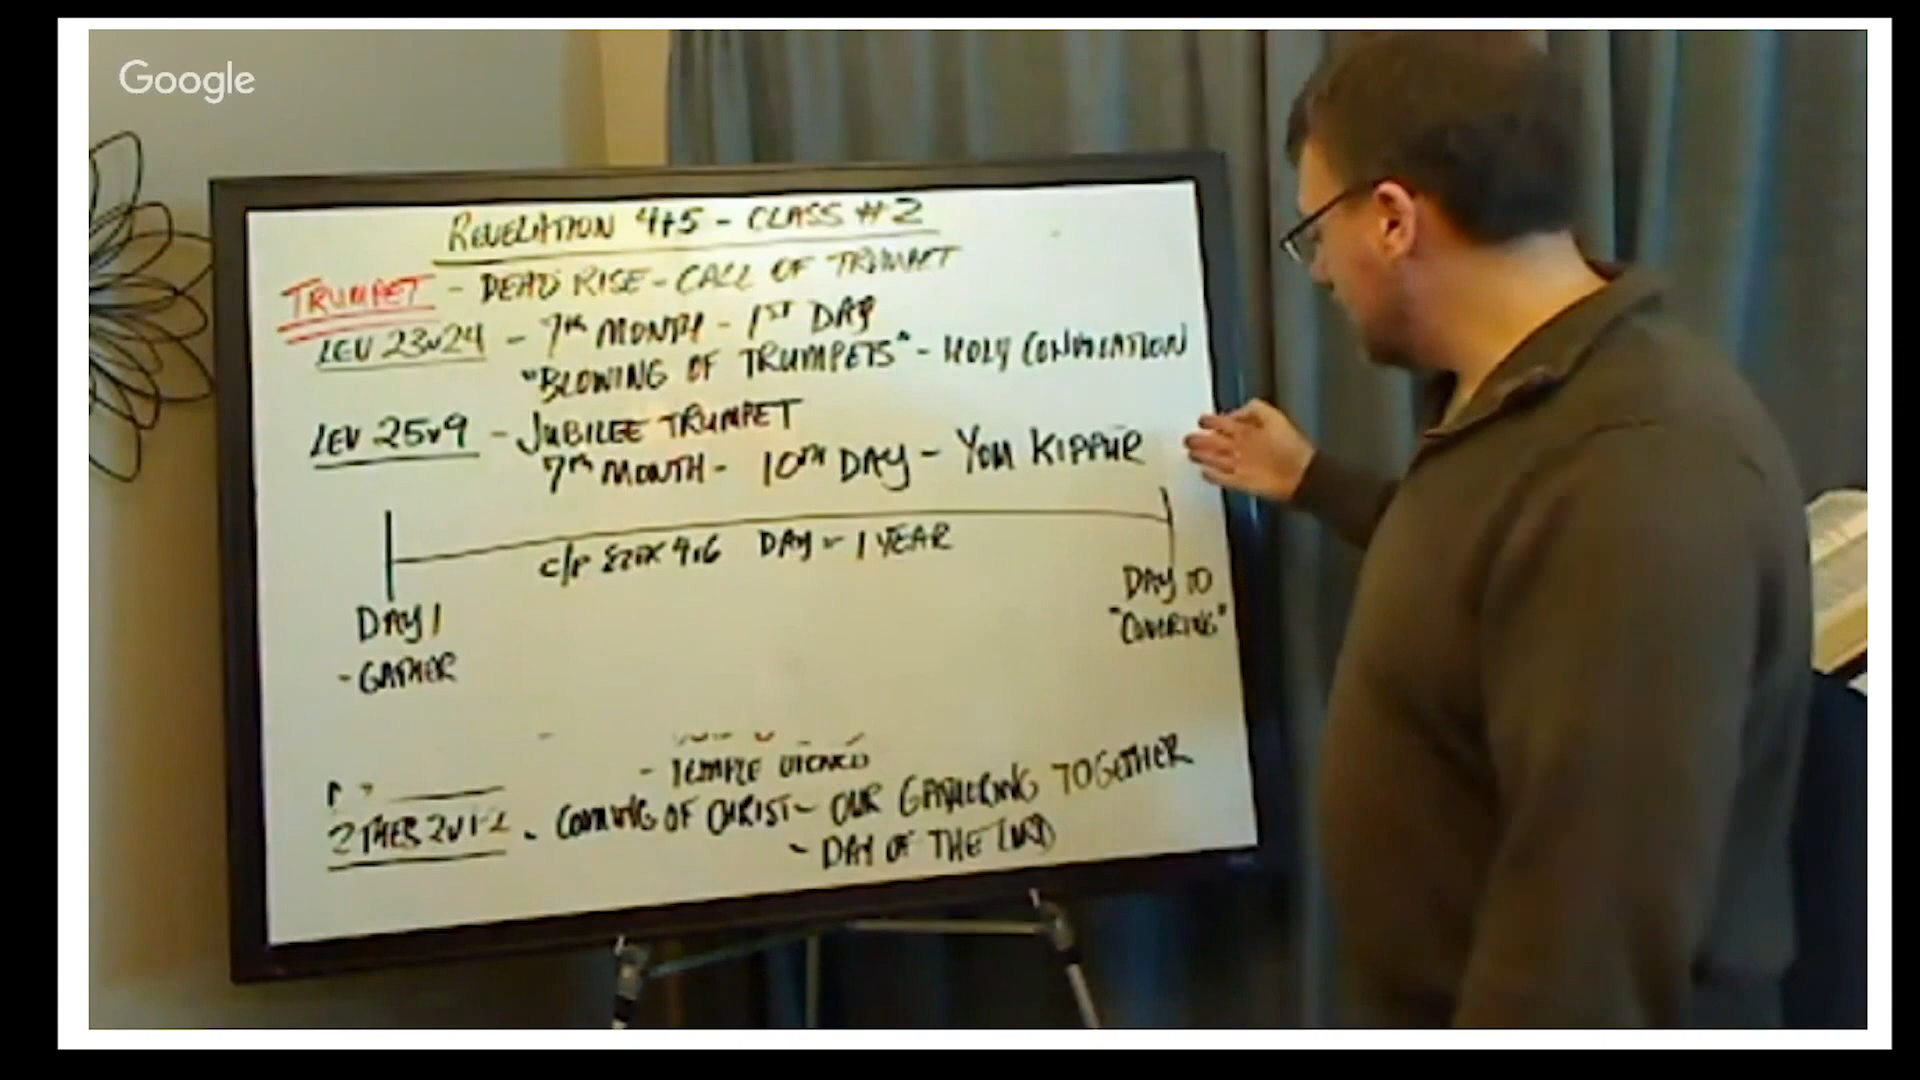 Google
REVELATION 4+5 - CLASS #2
TRUMPET - DEAD RISE - CALL OF TRUMPET
LEV 23v24 - 7th MONTH - 1ST DAY
"BLOWING OF TRUMPETS" - HOLY CONVOCATION
LEV 25v9 - JUBILEE TRUMPET
7th MONTH - 10TH DAY - YOM KIPPUR
c/p EZEK 4v6 DAY = 1 YEAR
DAY 1
- GATHER
DAY 10
"COVERING"
- TEMPLE
2 THES 2v1-2 - COMING OF CHRIST - OUR GATHERING TOGETHER
- DAY OF THE LORD